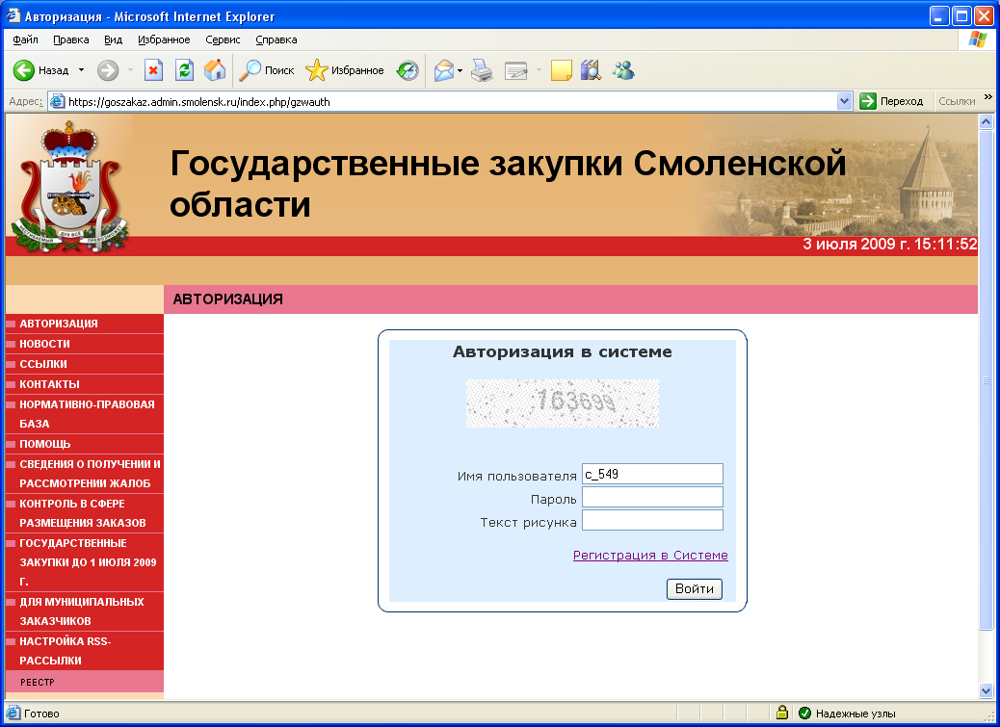 Авторизация - Microsoft Internet Explorer
Файл Правка Вид Избранное Сервис Справка
Назад Поиск Избранное
Адрес: https://goszakaz.admin.smolensk.ru/index.php/gzwauth Переход Ссылки »
Государственные закупки Смоленской
области
3 июля 2009 г. 15:11:52
АВТОРИЗАЦИЯ
АВТОРИЗАЦИЯ
НОВОСТИ
ССЫЛКИ
КОНТАКТЫ
НОРМАТИВНО-ПРАВОВАЯ
БАЗА
ПОМОЩЬ
СВЕДЕНИЯ О ПОЛУЧЕНИИ И
РАССМОТРЕНИИ ЖАЛОБ
КОНТРОЛЬ В СФЕРЕ
РАЗМЕЩЕНИЯ ЗАКАЗОВ
ГОСУДАРСТВЕННЫЕ
ЗАКУПКИ ДО 1 ИЮЛЯ 2009
Г.
ДЛЯ МУНИЦИПАЛЬНЫХ
ЗАКАЗЧИКОВ
НАСТРОЙКА RSS-
РАССЫЛКИ
РЕЕСТР
Авторизация в системе
163699
Имя пользователя c_549
Пароль
Текст рисунка
Регистрация в Системе
Войти
Готово Надежные узлы